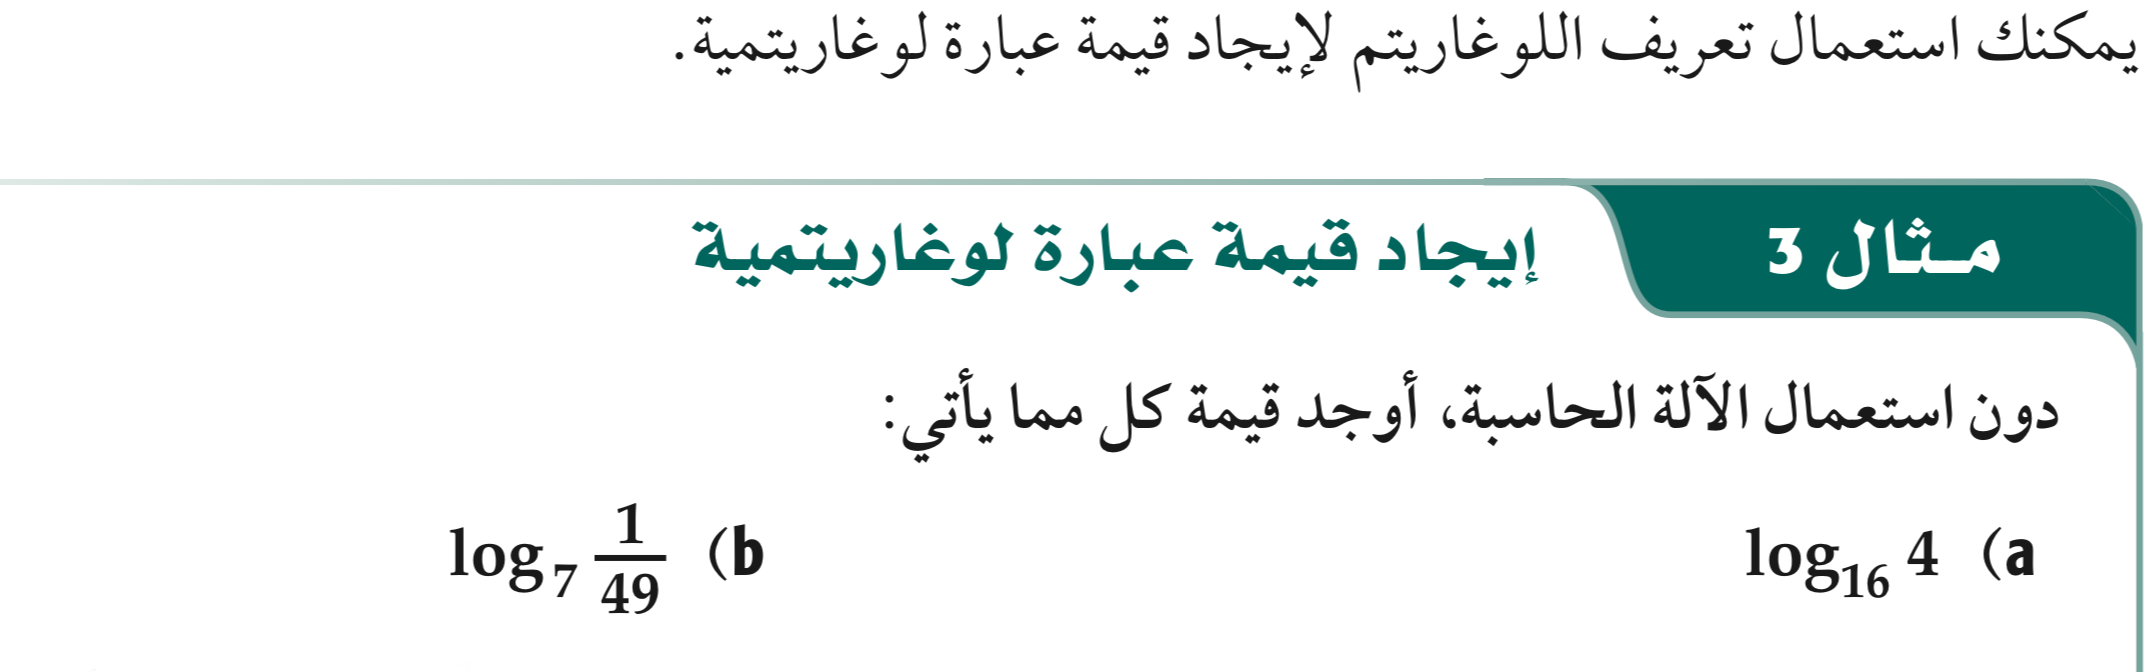 يمكنك استعمال تعريف اللوغاريتم لإيجاد قيمة عبارة لوغاريتمية.
مثال 3 إيجاد قيمة عبارة لوغاريتمية
دون استعمال الآلة الحاسبة، أوجد قيمة كل مما يأتي:
a) log₁₆ 4 b) log₇ 1/49